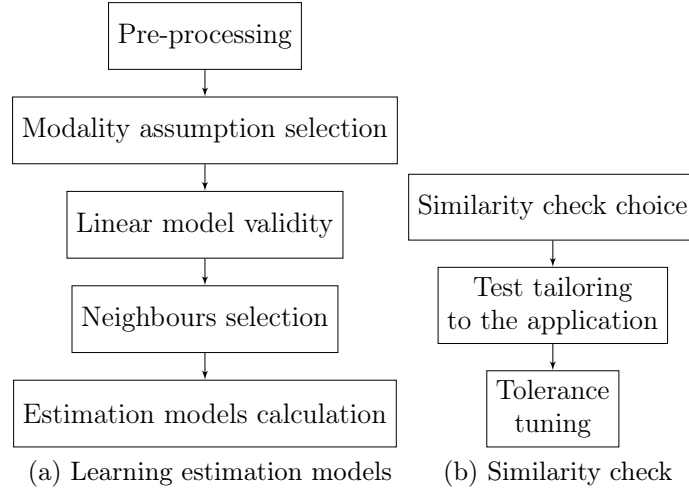 Pre-processing
Modality assumption selection
Linear model validity
Neighbours selection
Estimation models calculation
(a) Learning estimation models
Similarity check choice
Test tailoring
to the application
Tolerance
tuning
(b) Similarity check